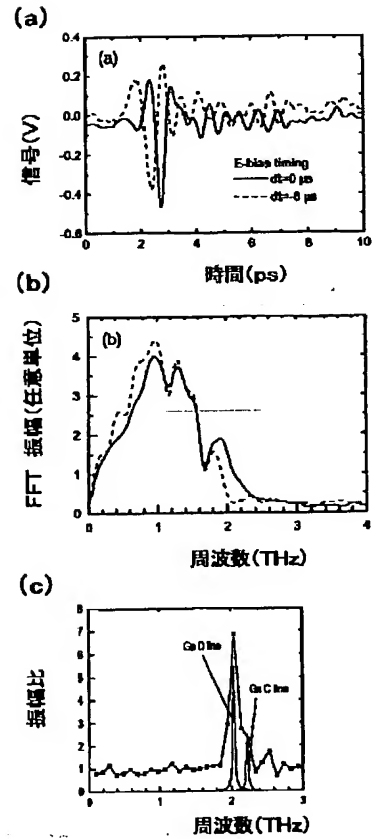 (a)
(a)
0.4
0.2
0.0
-0.2
-0.4
-0.6
信号(V)
E-bias timing
dt=0 μs
dt=-6 μs
0 2 4 6 8 10
時間(ps)
(b)
(b)
5
4
3
2
1
0
FFT 振幅(任意単位)
0 1 2 3 4
周波数(THz)
(c)
8
7
6
5
4
3
2
1
0
振幅比
Ga D line
Ga C line
0 1 2 3
周波数(THz)